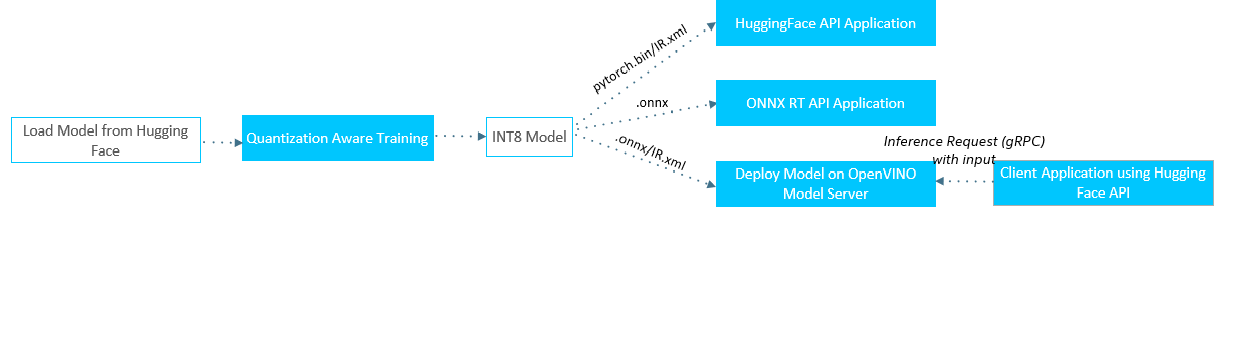 Load Model from Hugging
Face
Quantization Aware Training
INT8 Model
pytorch.bin/IR.xml
HuggingFace API Application
.onnx
ONNX RT API Application
.onnx/IR.xml
Deploy Model on OpenVINO
Model Server
Inference Request (gRPC)
with input
Client Application using Hugging
Face API